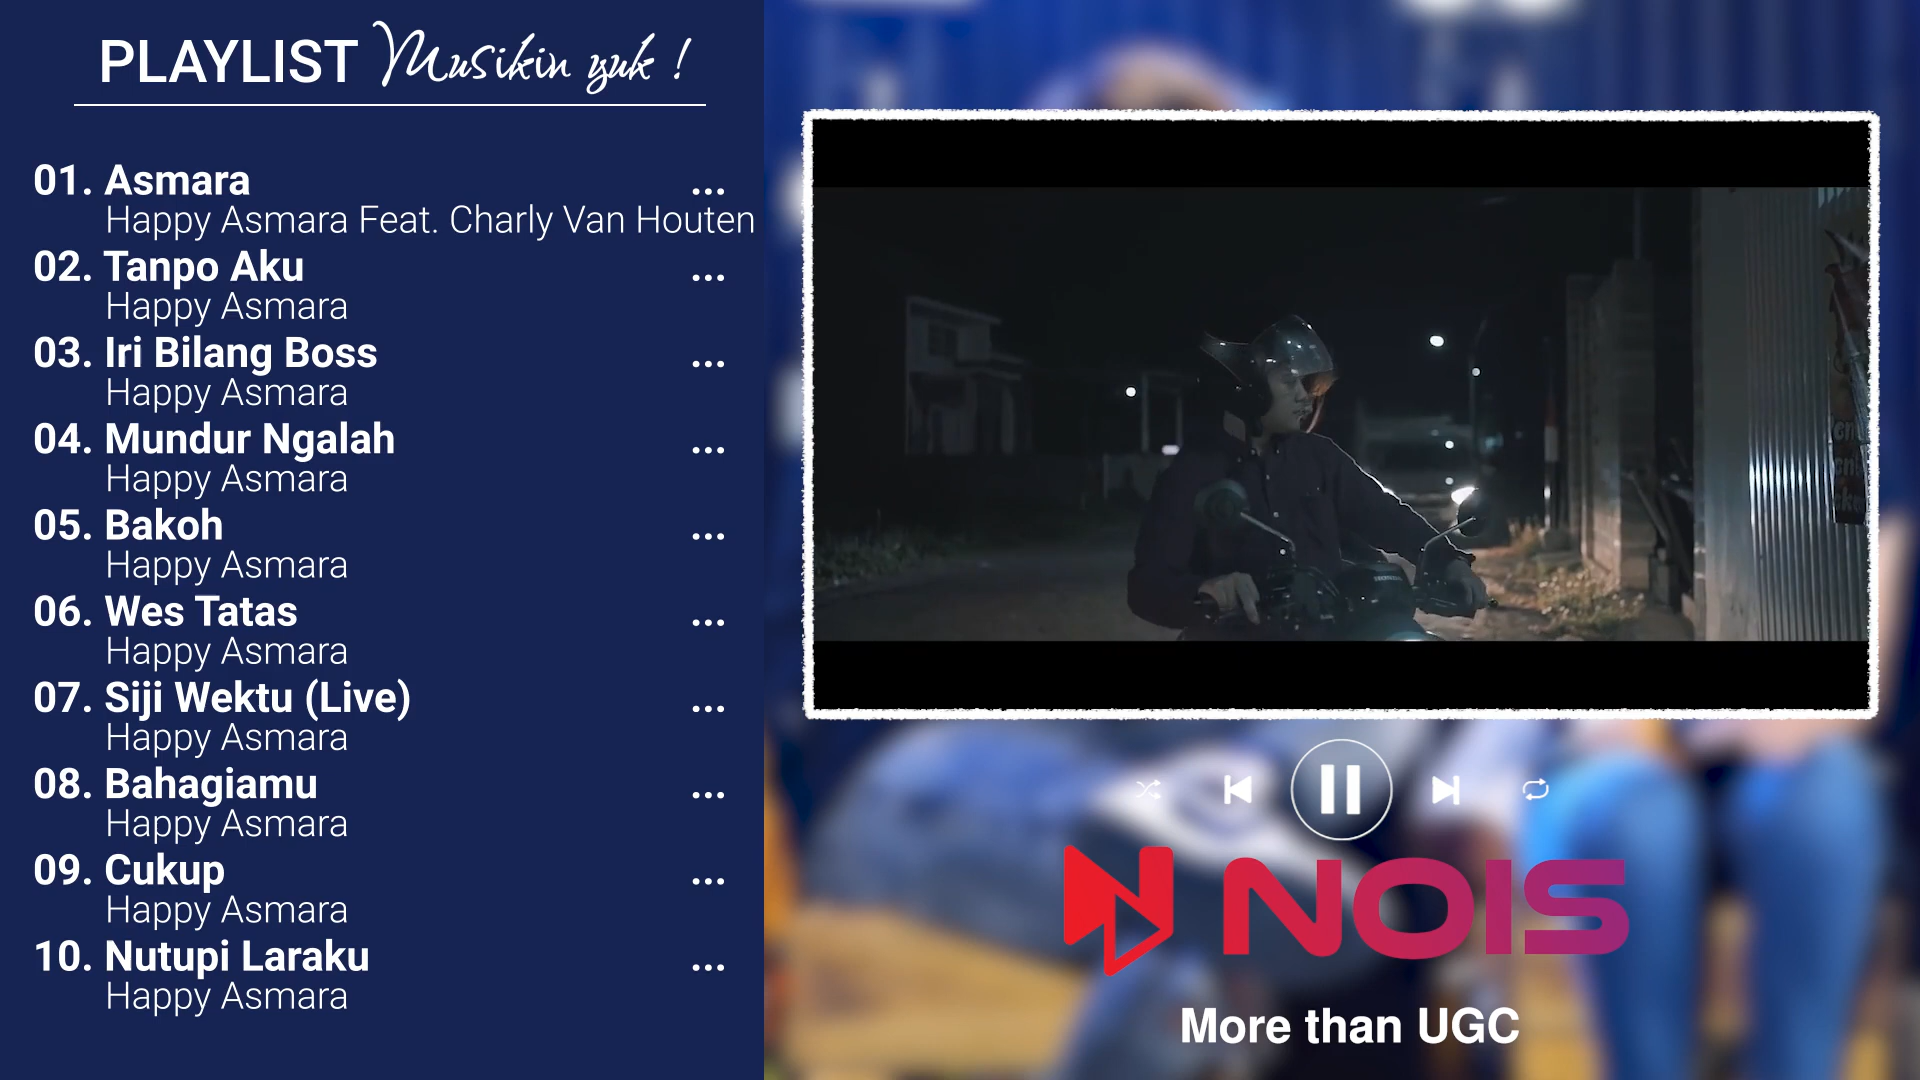 PLAYLIST Musikin yuk !
01. Asmara ...
Happy Asmara Feat. Charly Van Houten
02. Tanpo Aku ...
Happy Asmara
03. Iri Bilang Boss ...
Happy Asmara
04. Mundur Ngalah ...
Happy Asmara
05. Bakoh ...
Happy Asmara
06. Wes Tatas ...
Happy Asmara
07. Siji Wektu (Live) ...
Happy Asmara
08. Bahagiamu ...
Happy Asmara
09. Cukup ...
Happy Asmara
10. Nutupi Laraku ...
Happy Asmara
NOIS
More than UGC